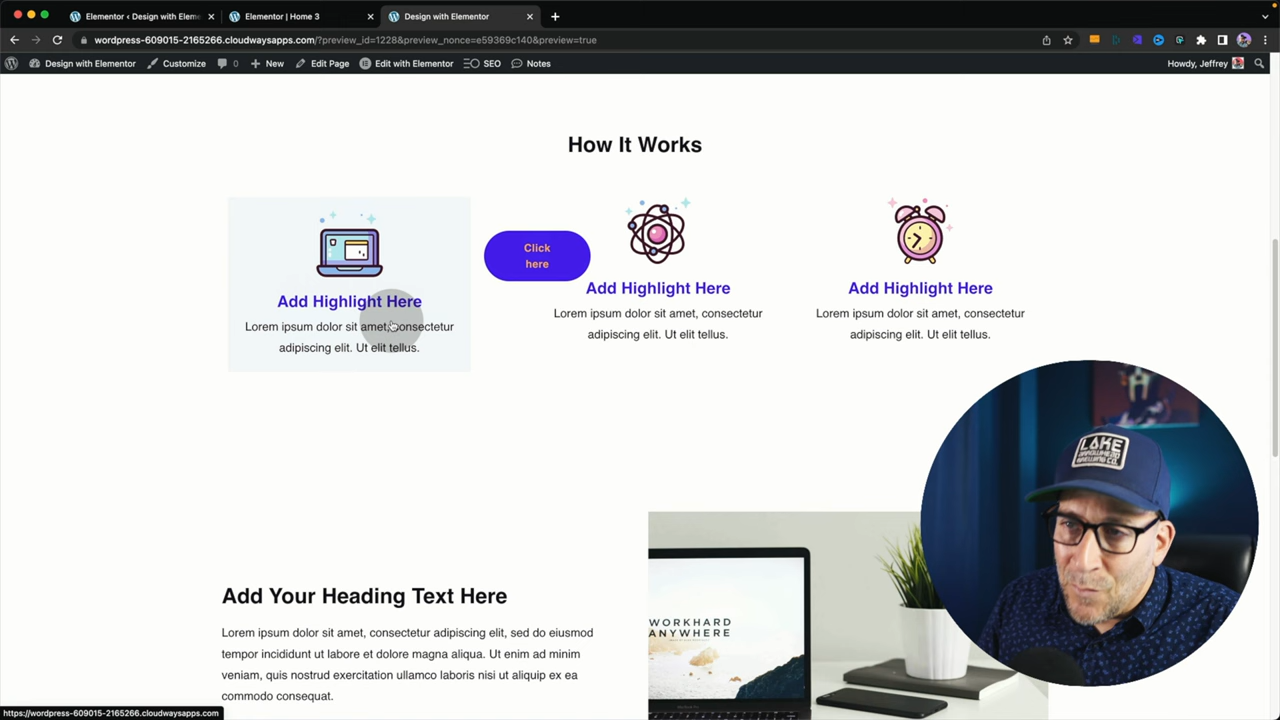 Elementor ‹ Design with Eleme
Elementor | Home 3
Design with Elementor
wordpress-609015-2165266.cloudwaysapps.com/?preview_id=1228&preview_nonce=e59369c140&preview=true
Design with Elementor
Customize
0
New
Edit Page
Edit with Elementor
SEO
Notes
Howdy, Jeffrey
How It Works
Add Highlight Here
Lorem ipsum dolor sit amet, consectetur
adipiscing elit. Ut elit tellus.
Click
here
Add Highlight Here
Lorem ipsum dolor sit amet, consectetur
adipiscing elit. Ut elit tellus.
Add Highlight Here
Lorem ipsum dolor sit amet, consectetur
adipiscing elit. Ut elit tellus.
LAKE
ARROWHEAD
BREWING CO.
Add Your Heading Text Here
Lorem ipsum dolor sit amet, consectetur adipiscing elit, sed do eiusmod
tempor incididunt ut labore et dolore magna aliqua. Ut enim ad minim
veniam, quis nostrud exercitation ullamco laboris nisi ut aliquip ex ea
commodo consequat.
WORKHARD
ANYWHERE
https://wordpress-609015-2165266.cloudwaysapps.com